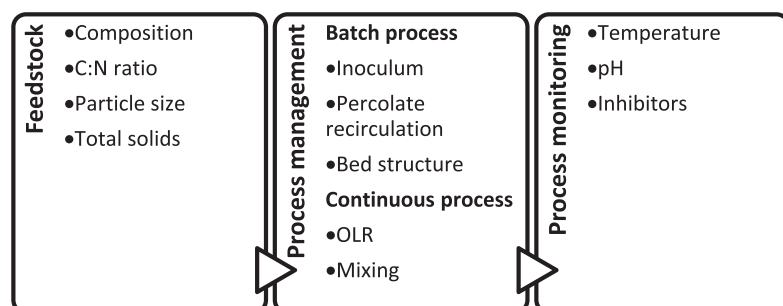 Feedstock
•Composition
•C:N ratio
•Particle size
•Total solids
Process management
Batch process
•Inoculum
•Percolate
recirculation
•Bed structure
Continuous process
•OLR
•Mixing
Process monitoring
•Temperature
•pH
•Inhibitors